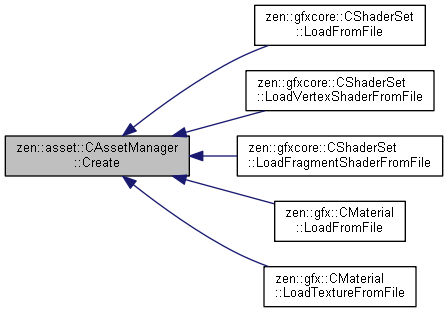 zen::gfxcore::CShaderSet
::LoadFromFile
zen::gfxcore::CShaderSet
::LoadVertexShaderFromFile
zen::asset::CAssetManager
::Create
zen::gfxcore::CShaderSet
::LoadFragmentShaderFromFile
zen::gfx::CMaterial
::LoadFromFile
zen::gfx::CMaterial
::LoadTextureFromFile